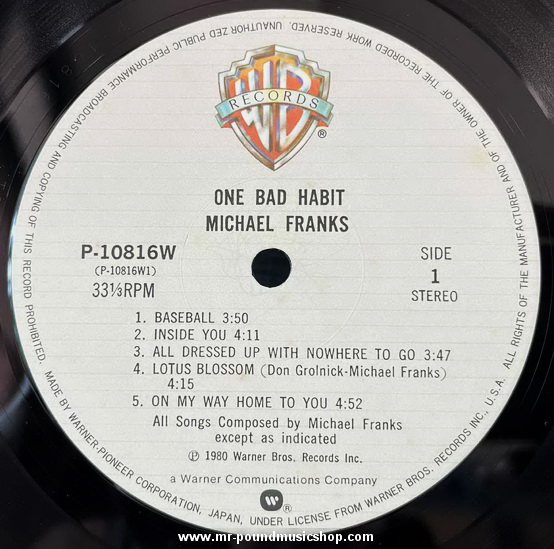 UNAUTHORIZED PUBLIC PERFORMANCE BROADCASTING AND COPYING OF THIS RECORD PROHIBITED.
ALL RIGHTS OF THE MANUFACTURER AND OF THE OWNER OF THE RECORDED WORK RESERVED.
WB
RECORDS
®
ONE BAD HABIT
MICHAEL FRANKS
P-10816W
(P-10816W1)
33⅓RPM
SIDE
1
STEREO
1. BASEBALL 3:50
2. INSIDE YOU 4:11
3. ALL DRESSED UP WITH NOWHERE TO GO 3:47
4. LOTUS BLOSSOM (Don Grolnick-Michael Franks)
4:15
5. ON MY WAY HOME TO YOU 4:52
All Songs Composed by Michael Franks
except as indicated
℗ 1980 Warner Bros. Records Inc.
a Warner Communications Company
®
MADE BY WARNER-PIONEER CORPORATION, JAPAN, UNDER LICENSE FROM WARNER BROS. RECORDS INC., U.S.A.
www.mr-poundmusicshop.com